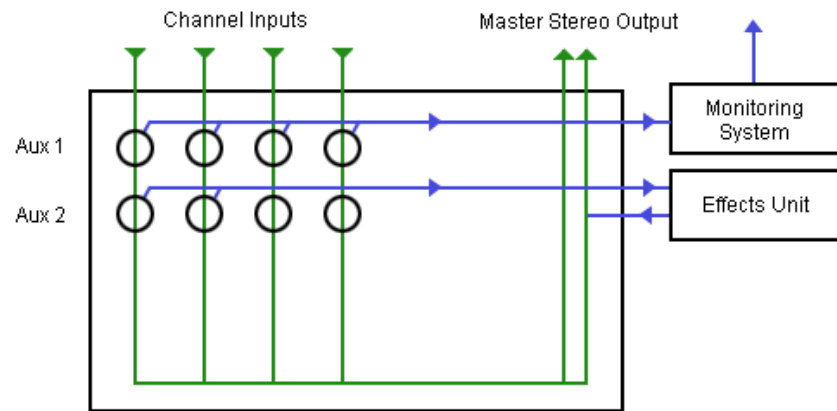 Channel Inputs
Master Stereo Output
Monitoring
System
Aux 1
Aux 2
Effects Unit